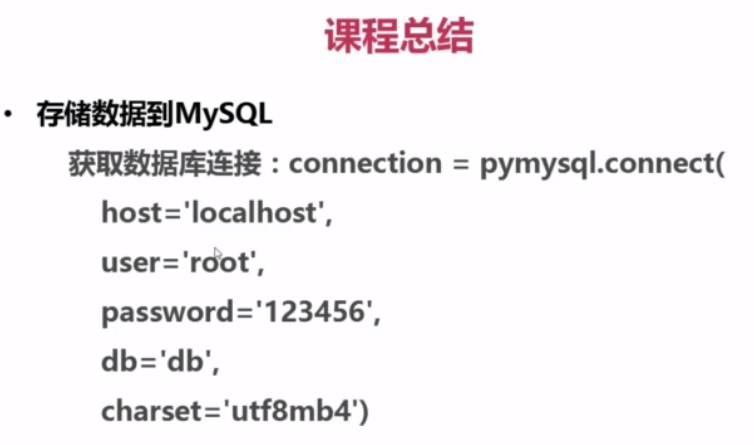 课程总结
• 存储数据到MySQL
获取数据库连接：connection = pymysql.connect(
host='localhost',
user='root',
password='123456',
db='db',
charset='utf8mb4')